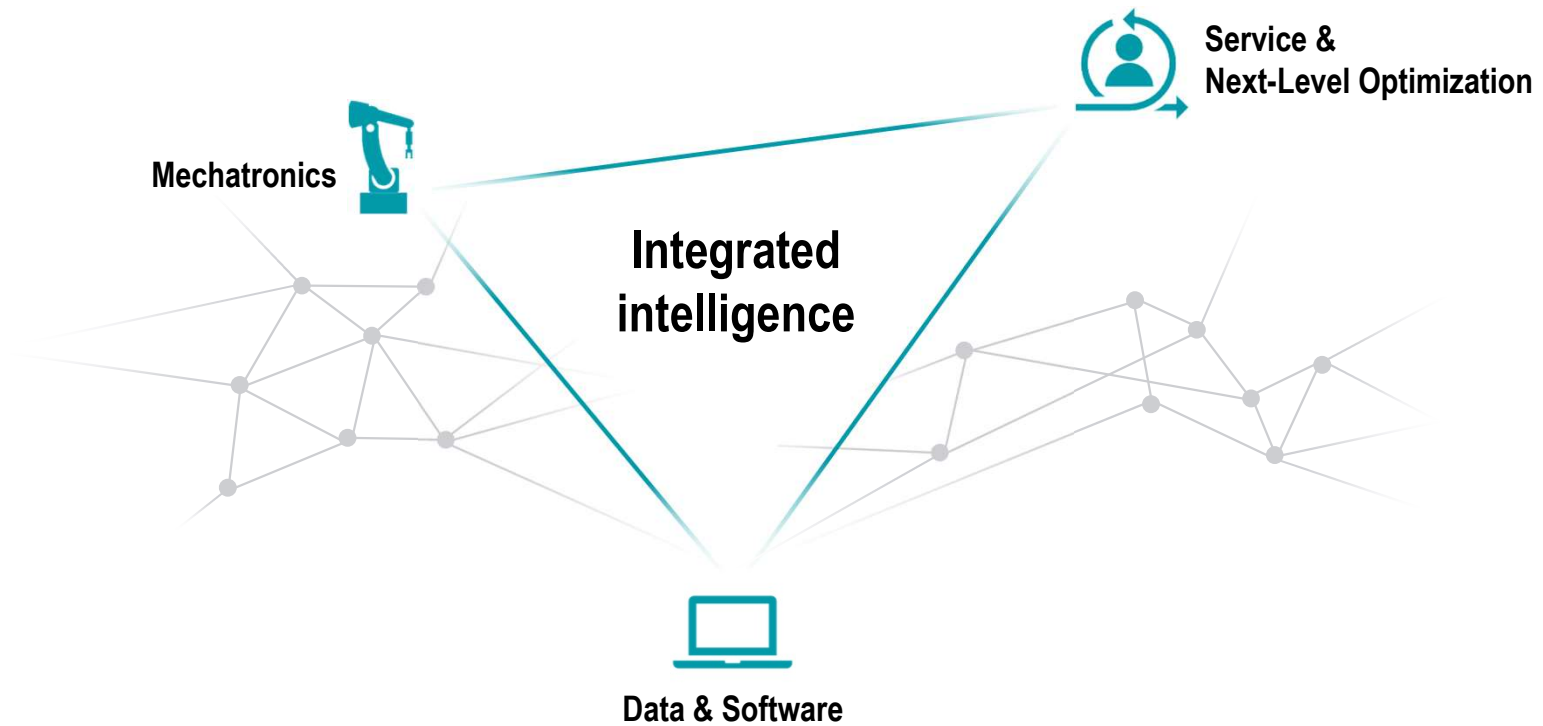 Service &
Next-Level Optimization
Mechatronics
Integrated
intelligence
Data & Software